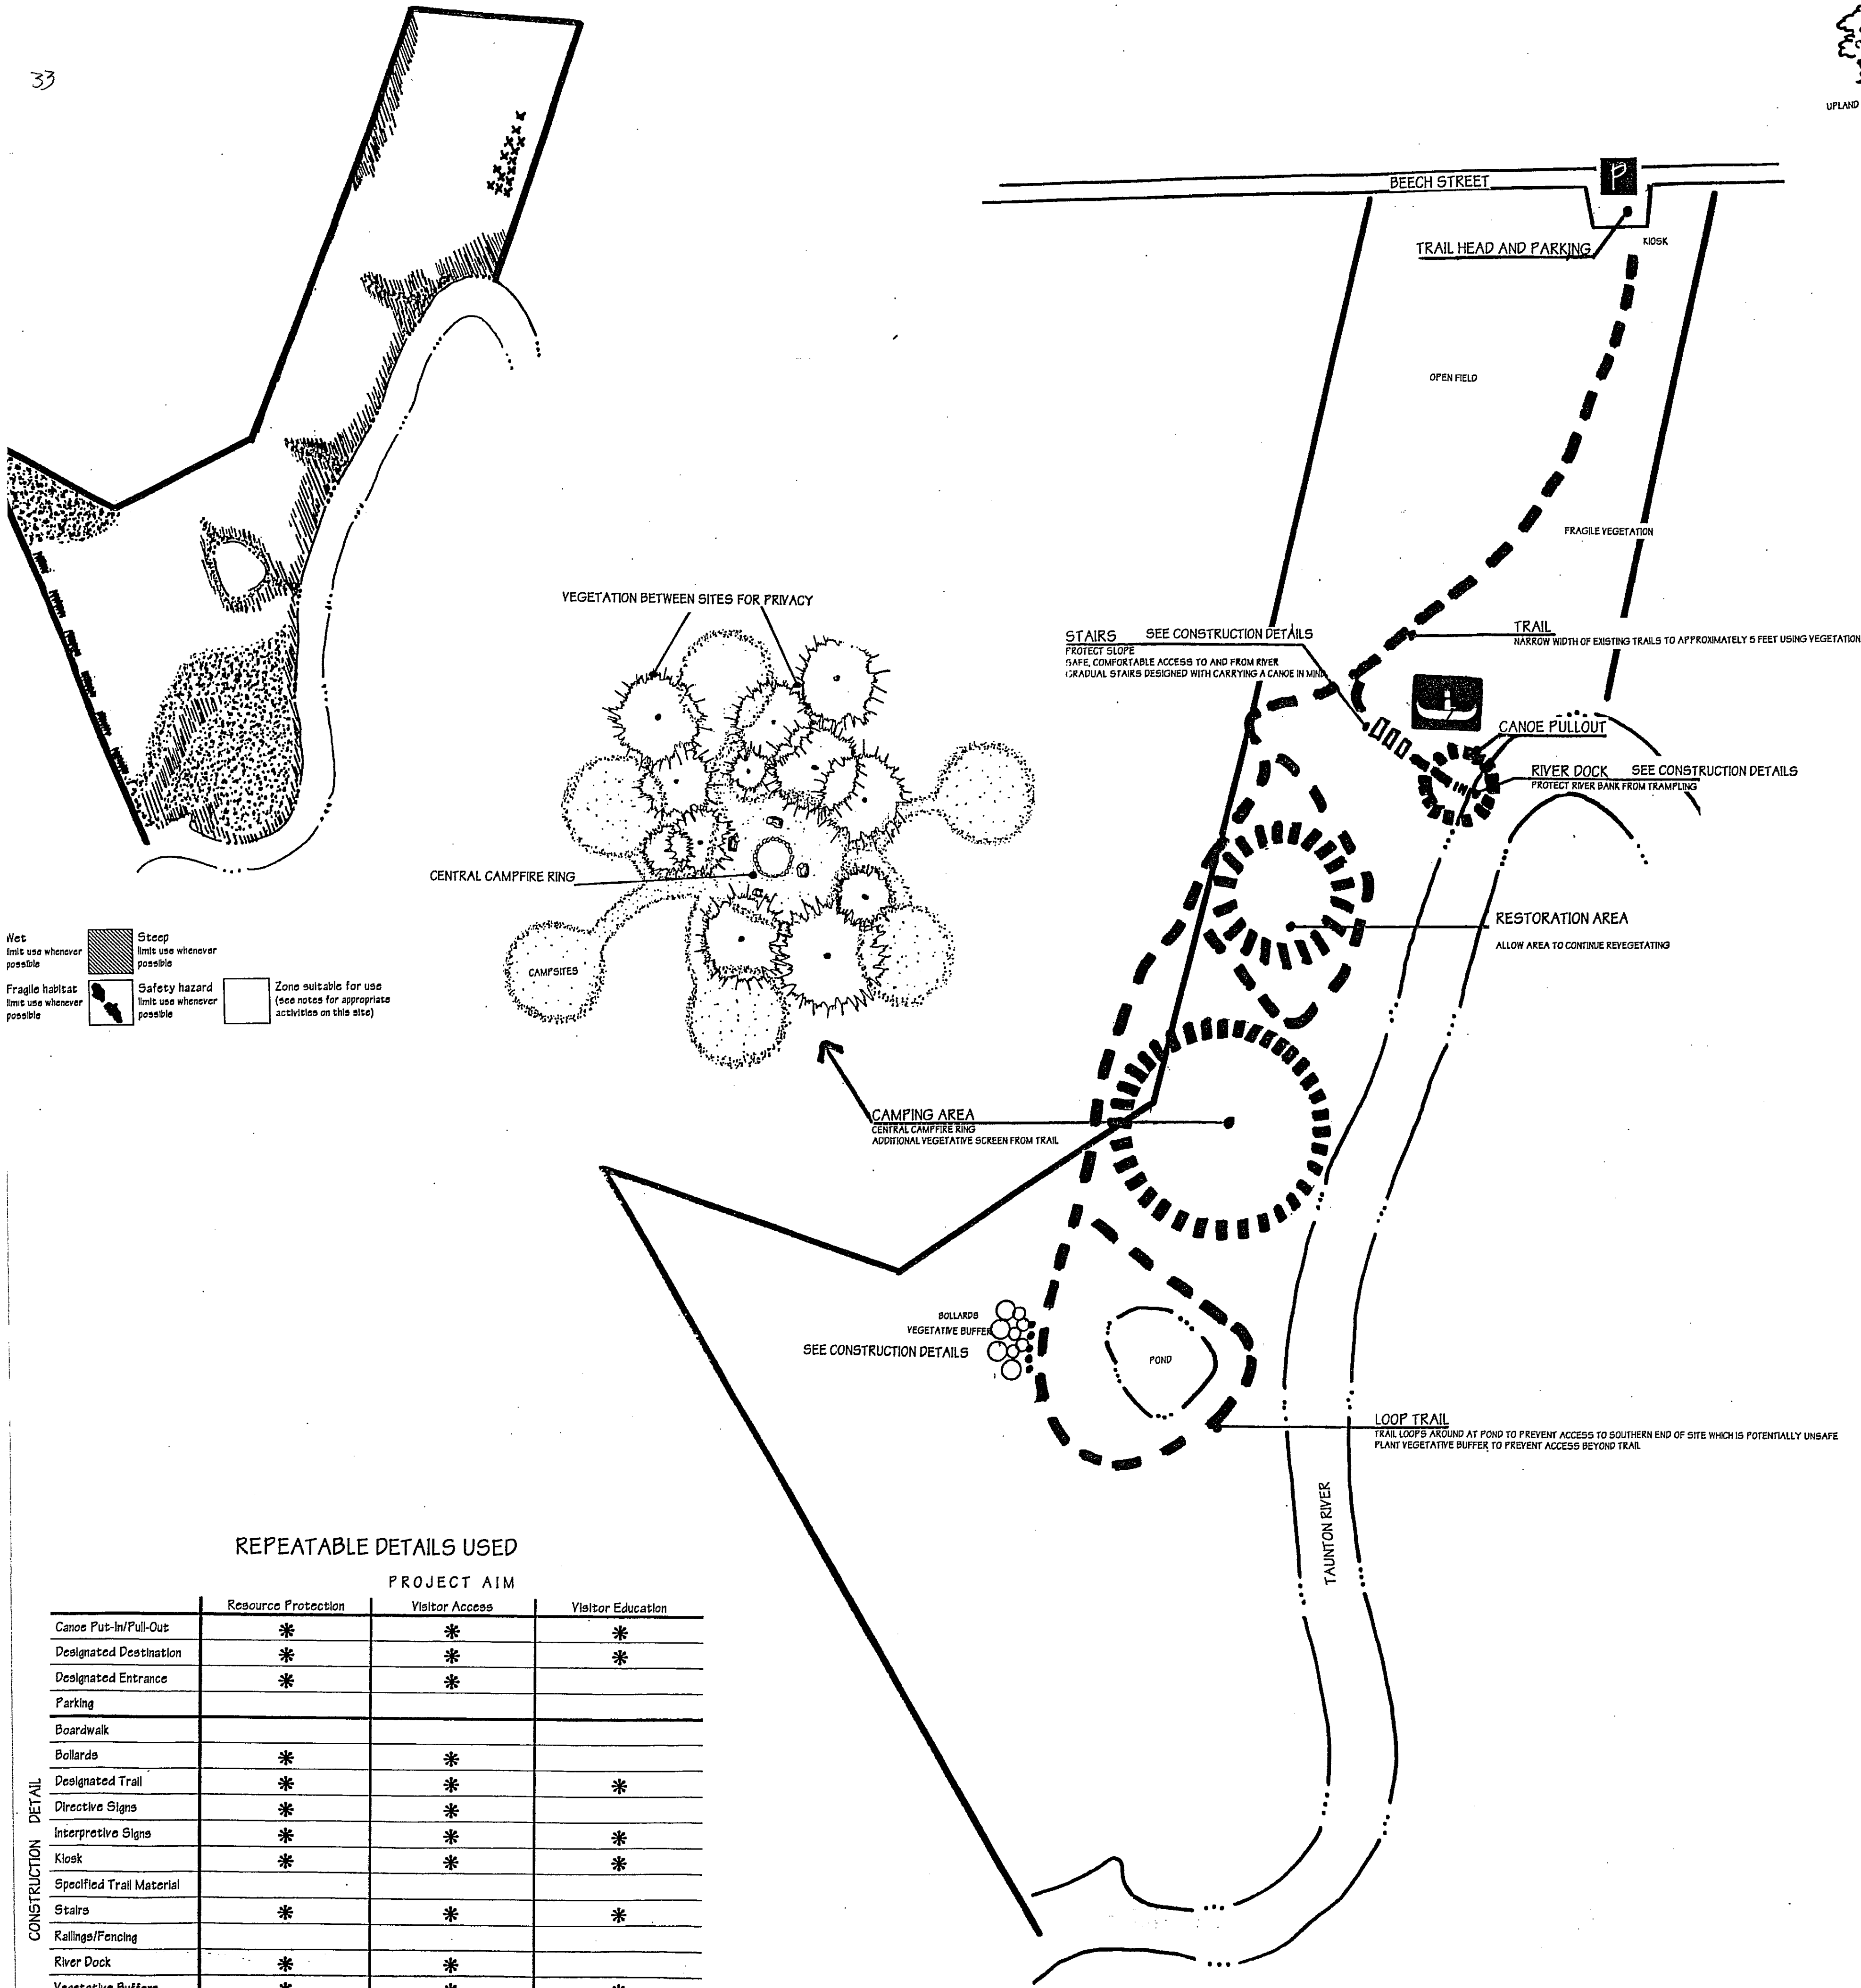 33
UPLAND
BEECH STREET
P
TRAIL HEAD AND PARKING
KIOSK
OPEN FIELD
FRAGILE VEGETATION
VEGETATION BETWEEN SITES FOR PRIVACY
STAIRS SEE CONSTRUCTION DETAILS
PROTECT SLOPE
SAFE, COMFORTABLE ACCESS TO AND FROM RIVER
GRADUAL STAIRS DESIGNED WITH CARRYING A CANOE IN MIND
TRAIL
NARROW WIDTH OF EXISTING TRAILS TO APPROXIMATELY 5 FEET USING VEGETATION
CANOE PULLOUT
RIVER DOCK SEE CONSTRUCTION DETAILS
PROTECT RIVER BANK FROM TRAMPLING
CENTRAL CAMPFIRE RING
CAMPSITES
RESTORATION AREA
ALLOW AREA TO CONTINUE REVEGETATING
Wet
limit use whenever
possible
Steep
limit use whenever
possible
Fragile habitat
limit use whenever
possible
Safety hazard
limit use whenever
possible
Zone suitable for use
(see notes for appropriate
activities on this site)
CAMPING AREA
CENTRAL CAMPFIRE RING
ADDITIONAL VEGETATIVE SCREEN FROM TRAIL
BOLLARDS
VEGETATIVE BUFFER
SEE CONSTRUCTION DETAILS
POND
LOOP TRAIL
TRAIL LOOPS AROUND AT POND TO PREVENT ACCESS TO SOUTHERN END OF SITE WHICH IS POTENTIALLY UNSAFE
PLANT VEGETATIVE BUFFER TO PREVENT ACCESS BEYOND TRAIL
TAUNTON RIVER
REPEATABLE DETAILS USED
PROJECT AIM
Resource Protection Visitor Access Visitor Education
CONSTRUCTION DETAIL
Canoe Put-In/Pull-Out * * *
Designated Destination * * *
Designated Entrance * *
Parking
Boardwalk
Bollards * *
Designated Trail * * *
Directive Signs * *
Interpretive Signs * * *
Kiosk * * *
Specified Trail Material
Stairs * * *
Railings/Fencing
River Dock * *
Vegetative Buffers * * *